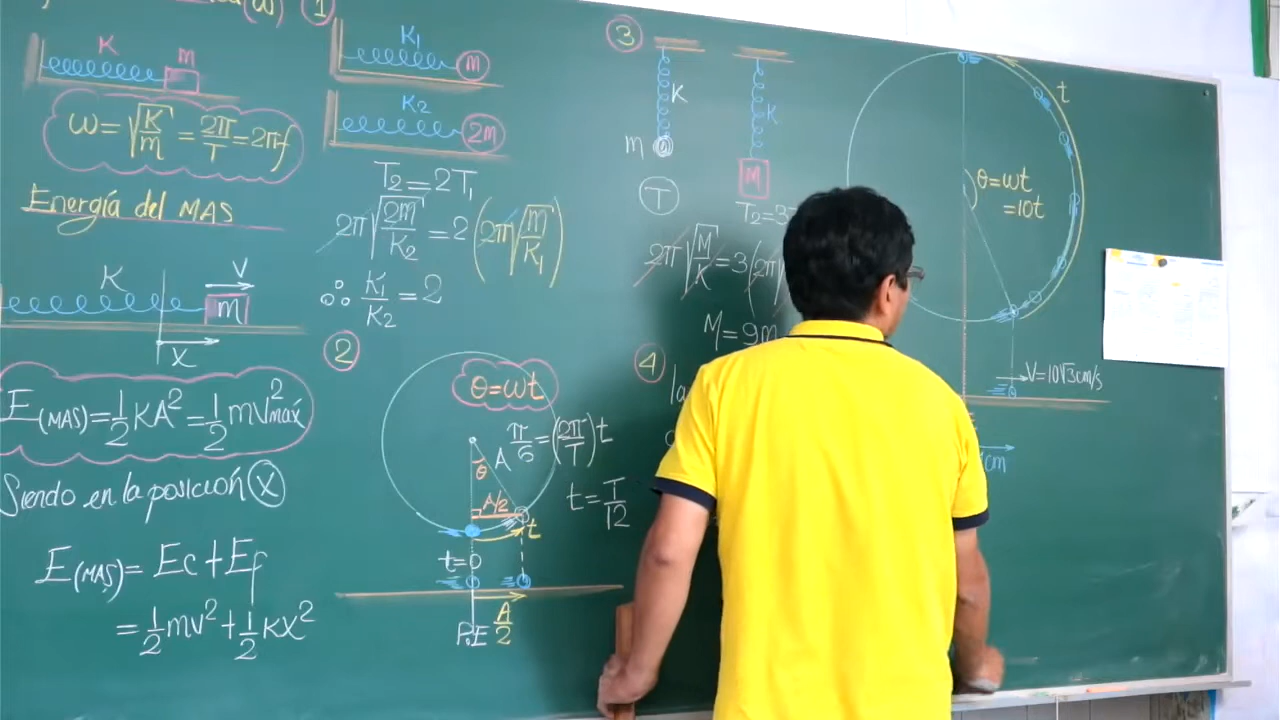 (ω)
K
m
ω=√K/m=2π/T=2πf
Energía del MAS
K
V
m
X
E(MAS)=1/2KA²=1/2mV²máx
Siendo en la posición X
E(MAS)=Ec+Ep
=1/2mv²+1/2KX²
1
K1
m
K2
2m
T2=2T1
2π√2m/K2=2(2π√m/K1)
∴ K1/K2=2
2
θ=ωt
π/6=(2π/T)t
A
θ
A/2
t=T/12
t
t=0
A/2
P.E
3
K
K
m
M
T
T2=3
2π√M/K=3(2π√
M=9m
4
la
t
θ=ωt
=10t
V=10√3cm/s
cm